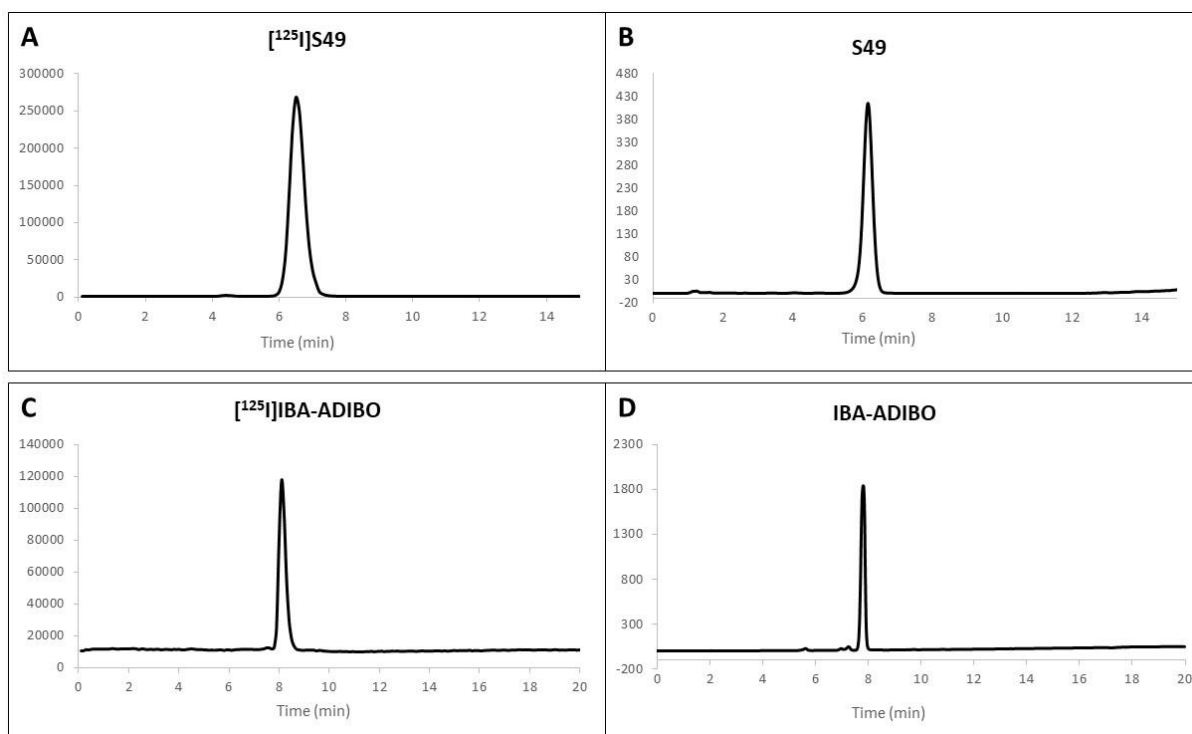 A
[¹²⁵I]S49
300000
250000
200000
150000
100000
50000
0
0 2 4 6 8 10 12 14
Time (min)
B
S49
480
430
380
330
280
230
180
130
80
30
-20
0 2 4 6 8 10 12 14
Time (min)
C
[¹²⁵I]IBA-ADIBO
140000
120000
100000
80000
60000
40000
20000
0
0 2 4 6 8 10 12 14 16 18 20
Time (min)
D
IBA-ADIBO
2300
1800
1300
800
300
-200
0 2 4 6 8 10 12 14 16 18 20
Time (min)